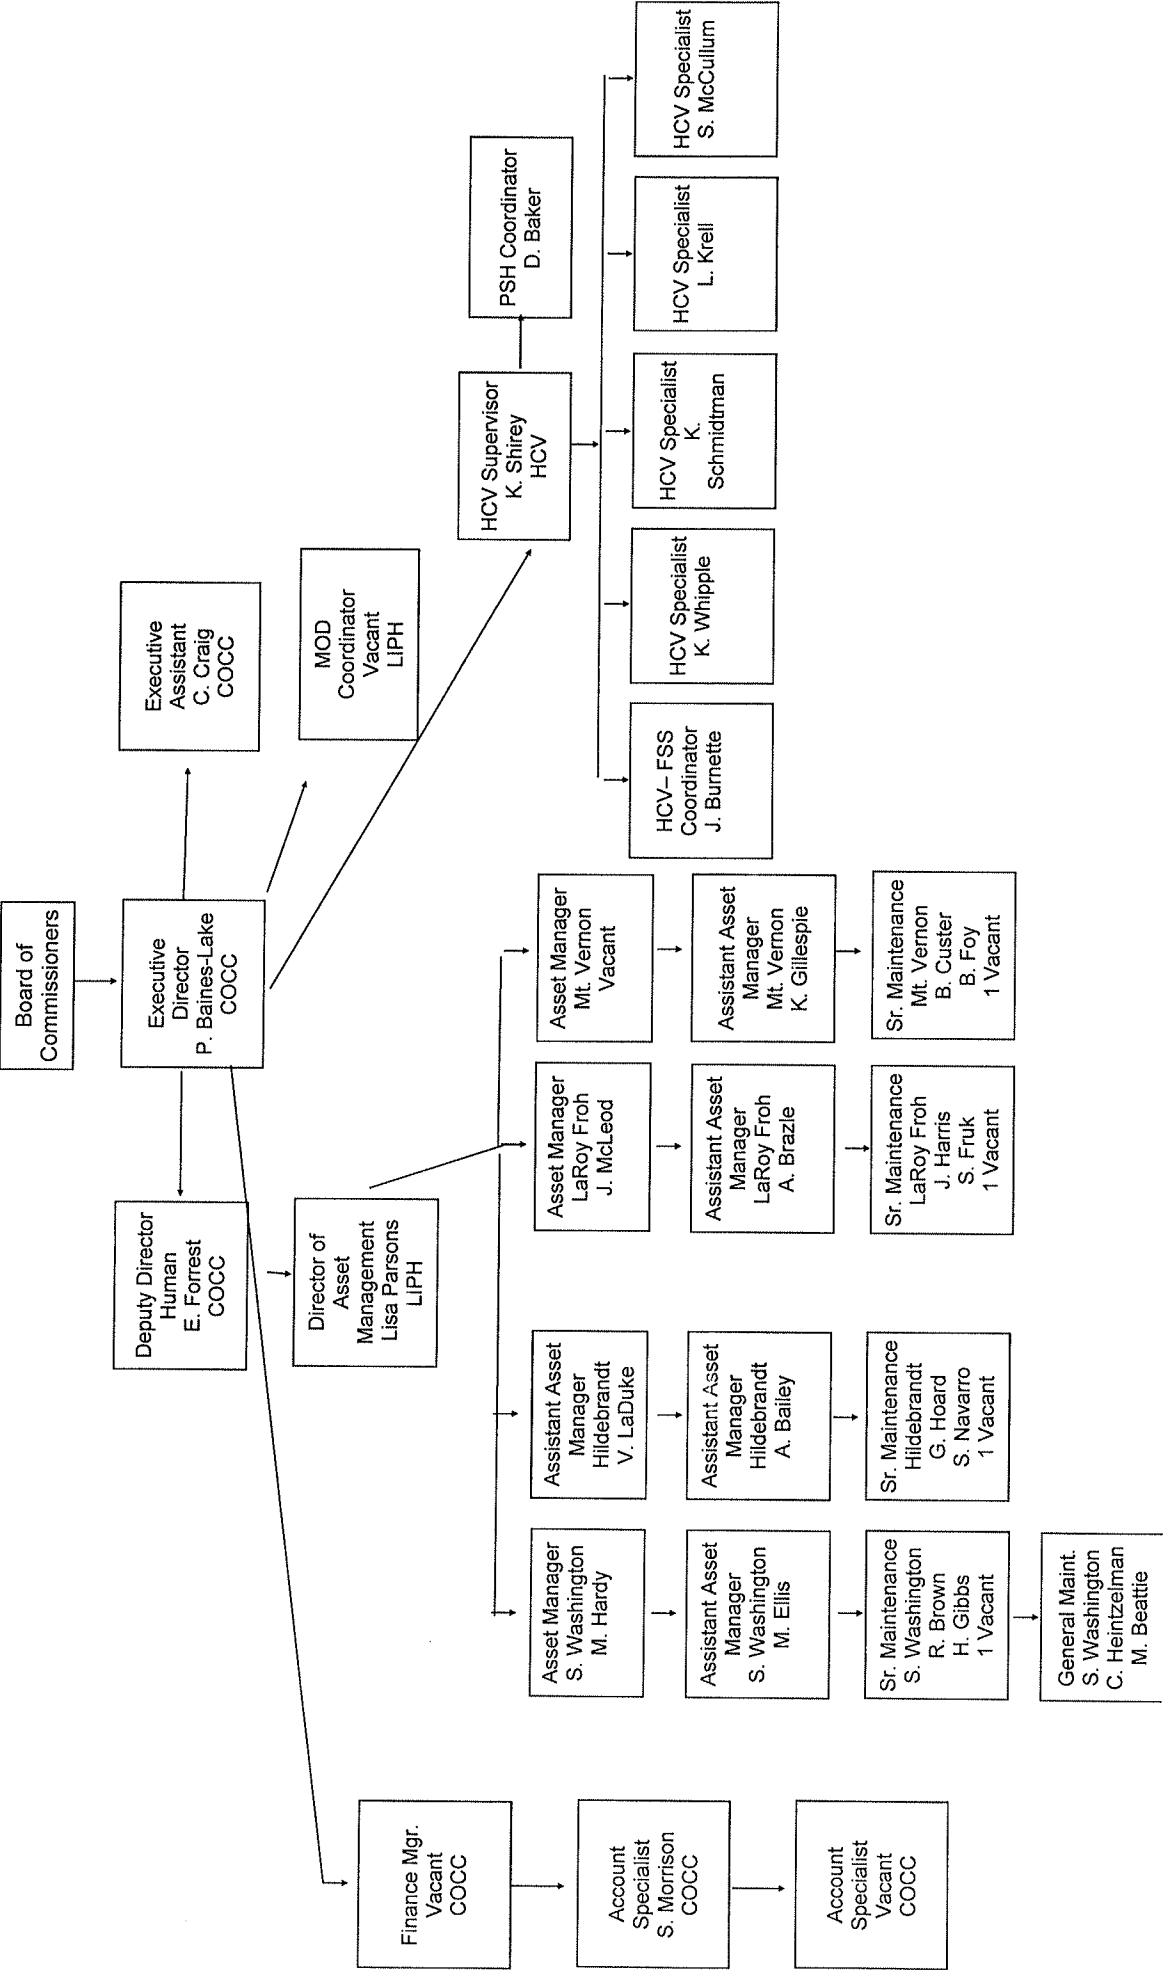 Board of
Commissioners
Executive
Director
P. Baines-Lake
COCC
Executive
Assistant
C. Craig
COCC
Deputy Director
Human
E. Forrest
COCC
MOD
Coordinator
Vacant
LIPH
Director of
Asset
Management
Lisa Parsons
LIPH
Finance Mgr.
Vacant
COCC
Account
Specialist
S. Morrison
COCC
Account
Specialist
Vacant
COCC
HCV Supervisor
K. Shirey
HCV
PSH Coordinator
D. Baker
Asset Manager
S. Washington
M. Hardy
Assistant Asset
Manager
Hildebrandt
V. LaDuke
Asset Manager
LaRoy Froh
J. McLeod
Asset Manager
Mt. Vernon
Vacant
Assistant Asset
Manager
S. Washington
M. Ellis
Assistant Asset
Manager
Hildebrandt
A. Bailey
Assistant Asset
Manager
LaRoy Froh
A. Brazle
Assistant Asset
Manager
Mt. Vernon
K. Gillespie
Sr. Maintenance
S. Washington
R. Brown
H. Gibbs
1 Vacant
Sr. Maintenance
Hildebrandt
G. Hoard
S. Navarro
1 Vacant
Sr. Maintenance
LaRoy Froh
J. Harris
S. Fruk
1 Vacant
Sr. Maintenance
Mt. Vernon
B. Custer
B. Foy
1 Vacant
General Maint.
S. Washington
C. Heintzelman
M. Beattie
HCV– FSS
Coordinator
J. Burnette
HCV Specialist
K. Whipple
HCV Specialist
K.
Schmidtman
HCV Specialist
L. Krell
HCV Specialist
S. McCullum